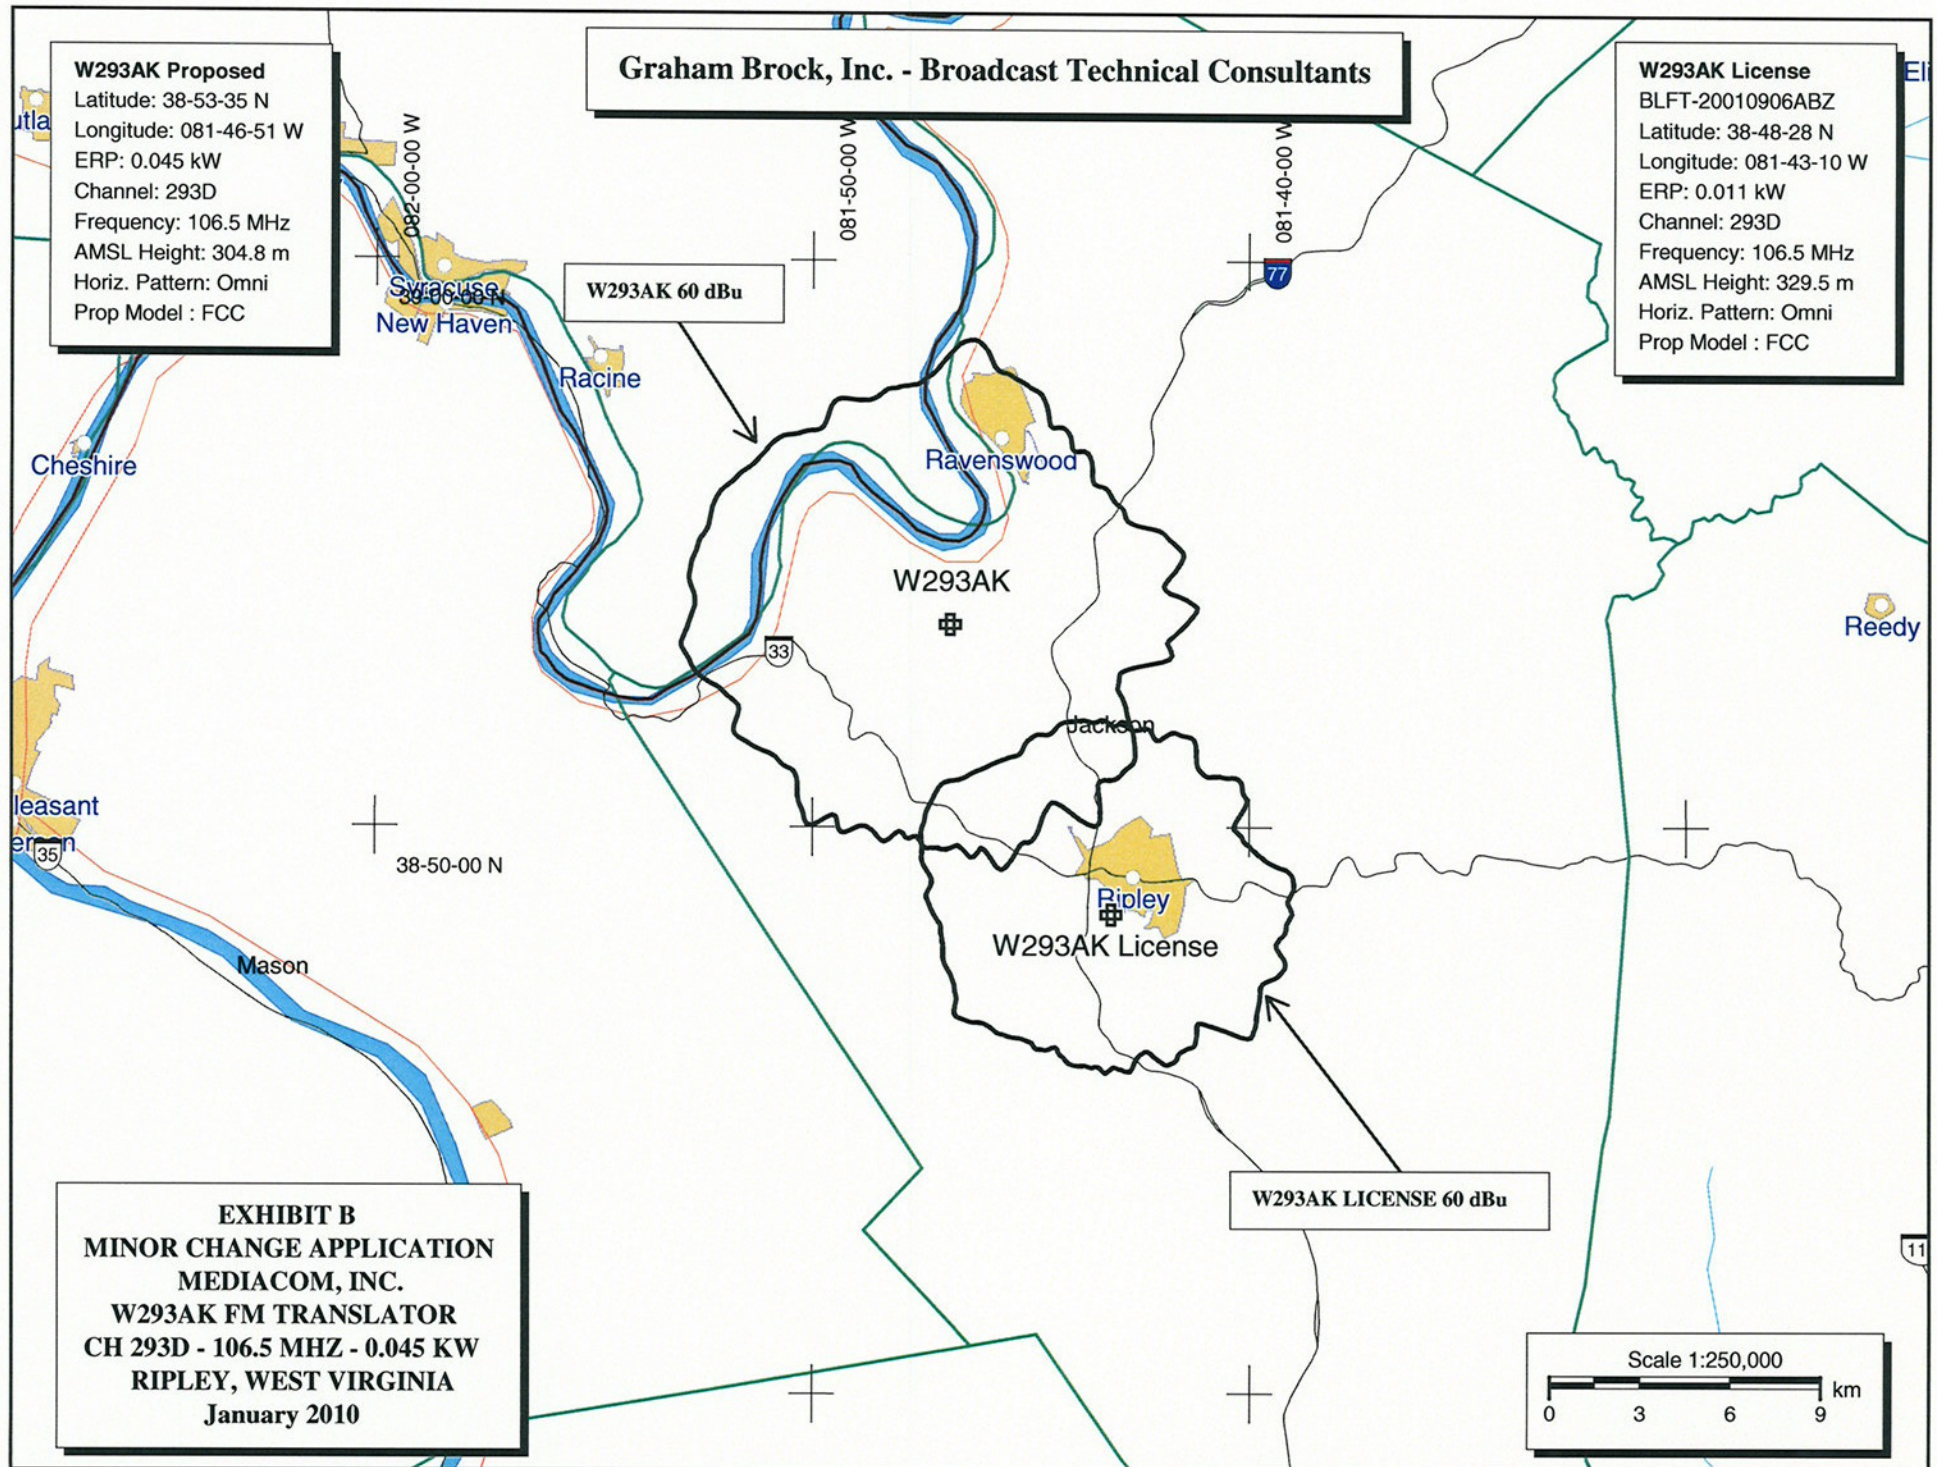 Graham Brock, Inc. - Broadcast Technical Consultants
W293AK Proposed
Latitude: 38-53-35 N
Longitude: 081-46-51 W
ERP: 0.045 kW
Channel: 293D
Frequency: 106.5 MHz
AMSL Height: 304.8 m
Horiz. Pattern: Omni
Prop Model : FCC
W293AK License
BLFT-20010906ABZ
Latitude: 38-48-28 N
Longitude: 081-43-10 W
ERP: 0.011 kW
Channel: 293D
Frequency: 106.5 MHz
AMSL Height: 329.5 m
Horiz. Pattern: Omni
Prop Model : FCC
082-00-00 W
081-50-00 W
081-40-00 W
77
Syracuse
39-00-00 N
New Haven
W293AK 60 dBu
Racine
Cheshire
Ravenswood
W293AK
33
Reedy
Jackson
leasant
35
38-50-00 N
Ripley
W293AK License
Mason
W293AK LICENSE 60 dBu
11
EXHIBIT B
MINOR CHANGE APPLICATION
MEDIACOM, INC.
W293AK FM TRANSLATOR
CH 293D - 106.5 MHZ - 0.045 KW
RIPLEY, WEST VIRGINIA
January 2010
Scale 1:250,000
km
0 3 6 9